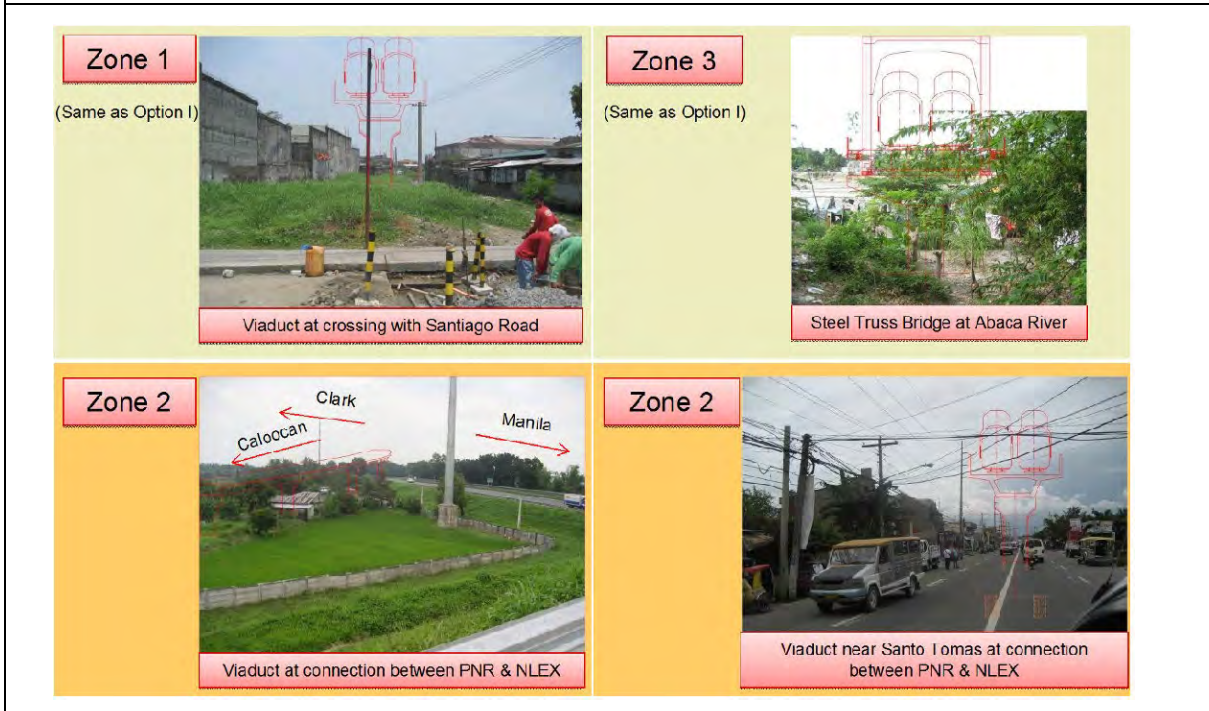 Zone 1
(Same as Option I)
Viaduct at crossing with Santiago Road
Zone 3
(Same as Option I)
Steel Truss Bridge at Abaca River
Zone 2
Clark
Caloocan
Manila
Viaduct at connection between PNR & NLEX
Zone 2
Viaduct near Santo Tomas at connection
between PNR & NLEX